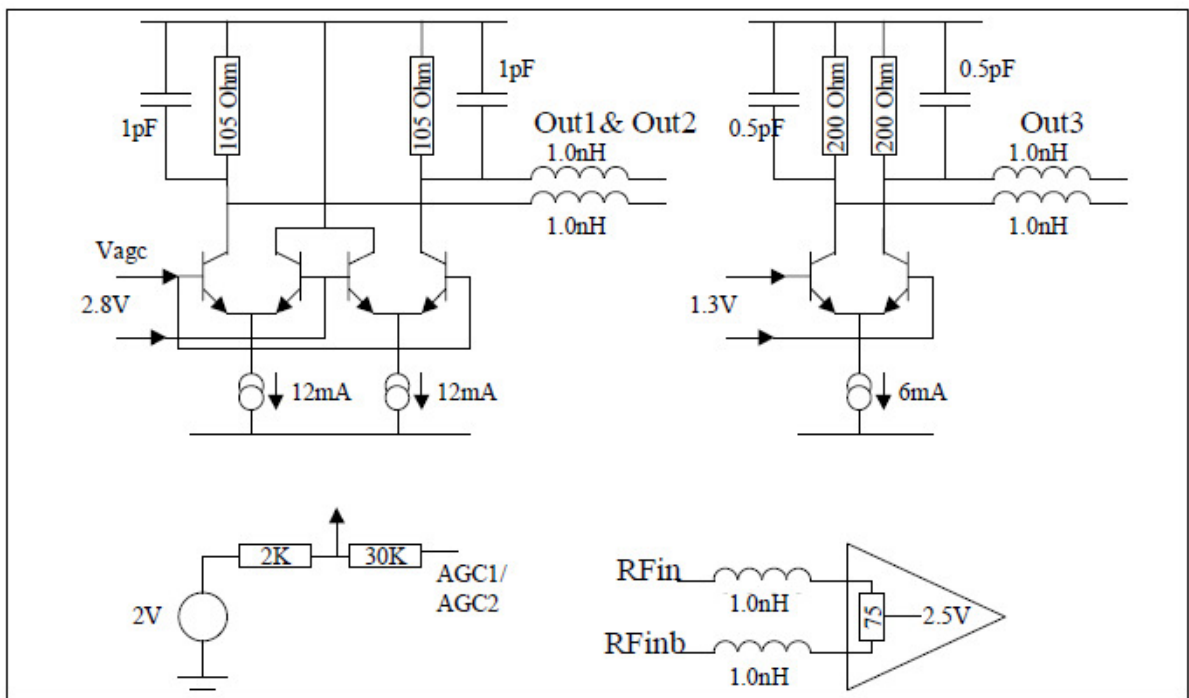 1pF
105 Ohm
105 Ohm
1pF
Out1& Out2
1.0nH
1.0nH
Vagc
2.8V
12mA
12mA
0.5pF
200 Ohm
200 Ohm
0.5pF
Out3
1.0nH
1.0nH
1.3V
6mA
2K
30K
AGC1/
AGC2
2V
RFin
1.0nH
75
2.5V
RFinb
1.0nH